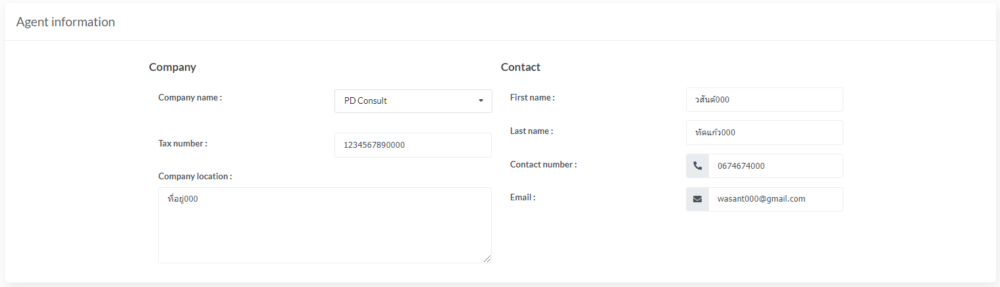 Agent information
Company
Company name :
PD Consult
Tax number :
1234567890000
Company location :
ที่อยู่000
Contact
First name :
วสันต์000
Last name :
ทัดแก้ว000
Contact number :
0674674000
Email :
wasant000@gmail.com